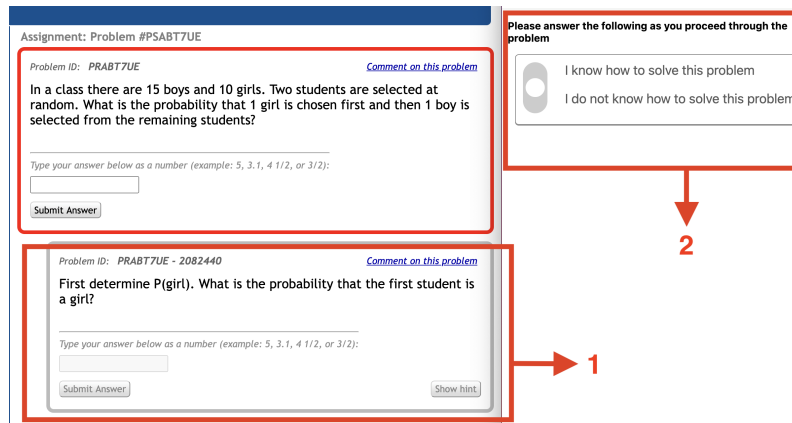 Assignment: Problem #PSABT7UE
Problem ID: PRABT7UE
Comment on this problem
In a class there are 15 boys and 10 girls. Two students are selected at
random. What is the probability that 1 girl is chosen first and then 1 boy is
selected from the remaining students?
Type your answer below as a number (example: 5, 3.1, 4 1/2, or 3/2):
Submit Answer
Problem ID: PRABT7UE - 2082440
Comment on this problem
First determine P(girl). What is the probability that the first student is
a girl?
Type your answer below as a number (example: 5, 3.1, 4 1/2, or 3/2):
Submit Answer
Show hint
1
Please answer the following as you proceed through the
problem
I know how to solve this problem
I do not know how to solve this problem
2